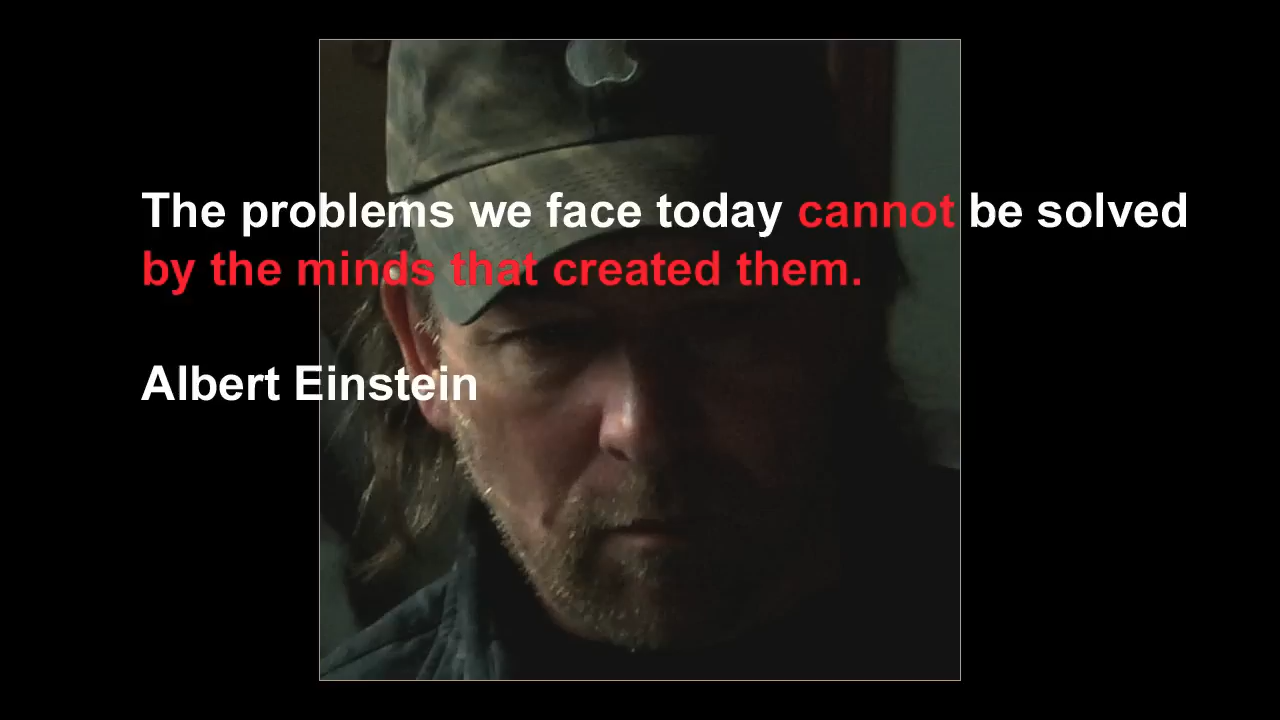 The problems we face today cannot be solved
by the minds that created them.
Albert Einstein